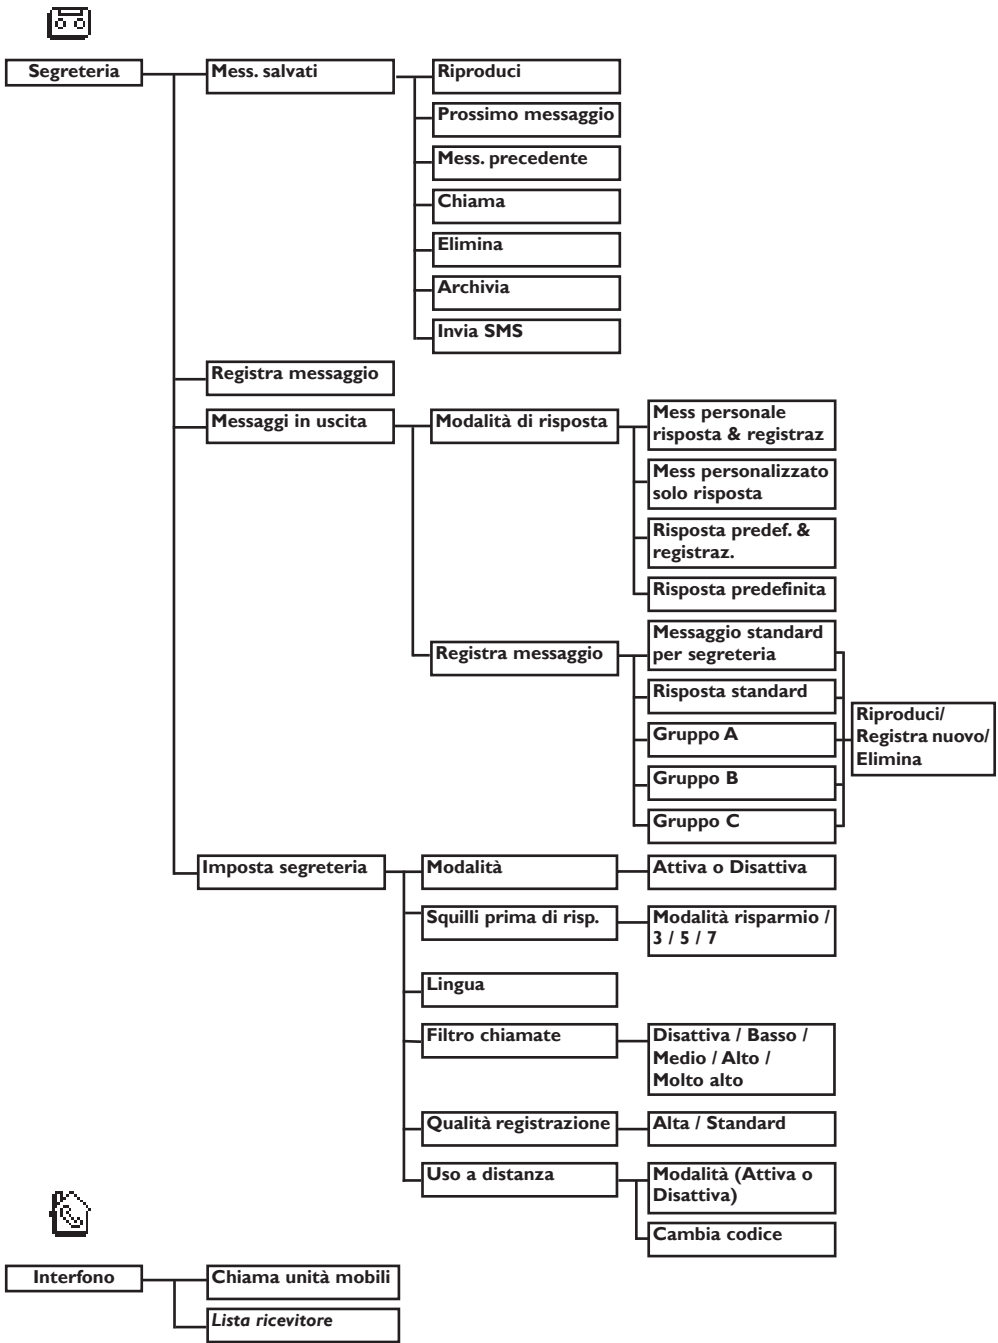 Segreteria
Mess. salvati
Riproduci
Prossimo messaggio
Mess. precedente
Chiama
Elimina
Archivia
Invia SMS
Registra messaggio
Messaggi in uscita
Modalità di risposta
Mess personale
risposta & registraz
Mess personalizzato
solo risposta
Risposta predef. &
registraz.
Risposta predefinita
Registra messaggio
Messaggio standard
per segreteria
Risposta standard
Gruppo A
Gruppo B
Gruppo C
Riproduci/
Registra nuovo/
Elimina
Imposta segreteria
Modalità
Attiva o Disattiva
Squilli prima di risp.
Modalità risparmio /
3 / 5 / 7
Lingua
Filtro chiamate
Disattiva / Basso /
Medio / Alto /
Molto alto
Qualità registrazione
Alta / Standard
Uso a distanza
Modalità (Attiva o
Disattiva)
Cambia codice
Interfono
Chiama unità mobili
Lista ricevitore